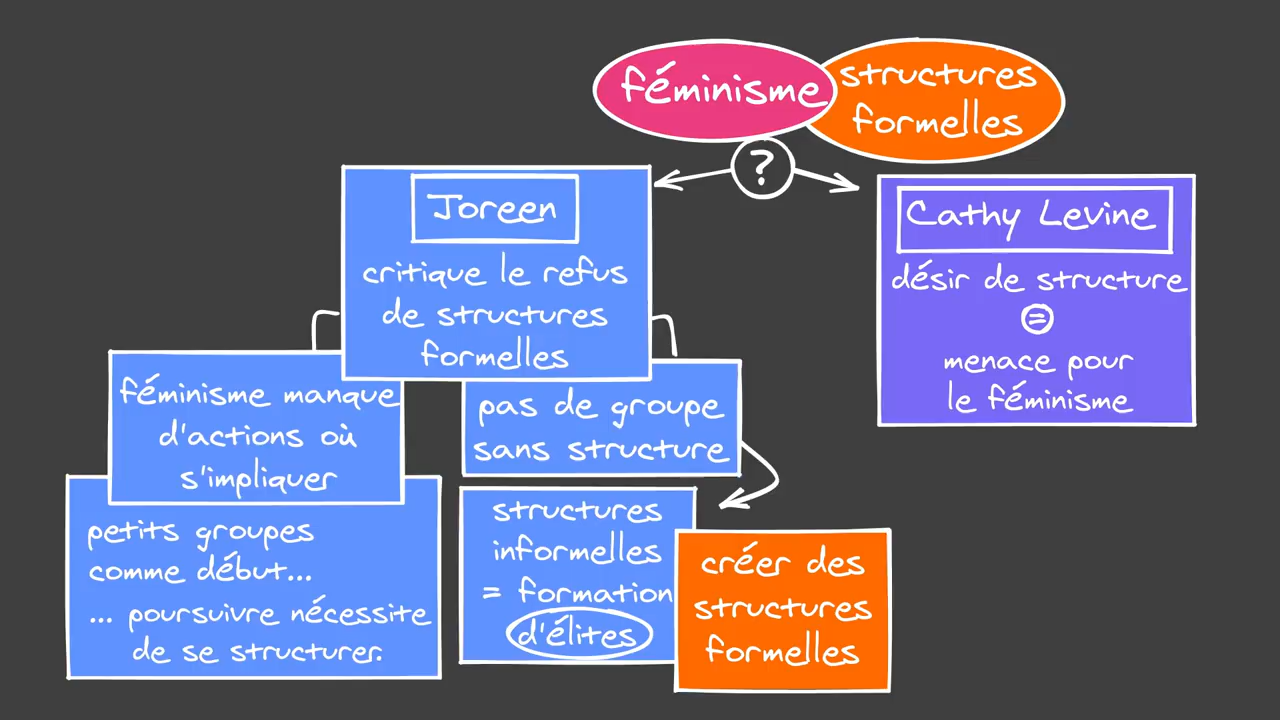 féminisme
structures
formelles
?
Joreen
critique le refus
de structures
formelles
féminisme manque
d'actions où
s'impliquer
petits groupes
comme début...
... poursuivre nécessite
de se structurer.
pas de groupe
sans structure
structures
informelles
= formation
d'élites
créer des
structures
formelles
Cathy Levine
désir de structure
=
menace pour
le féminisme